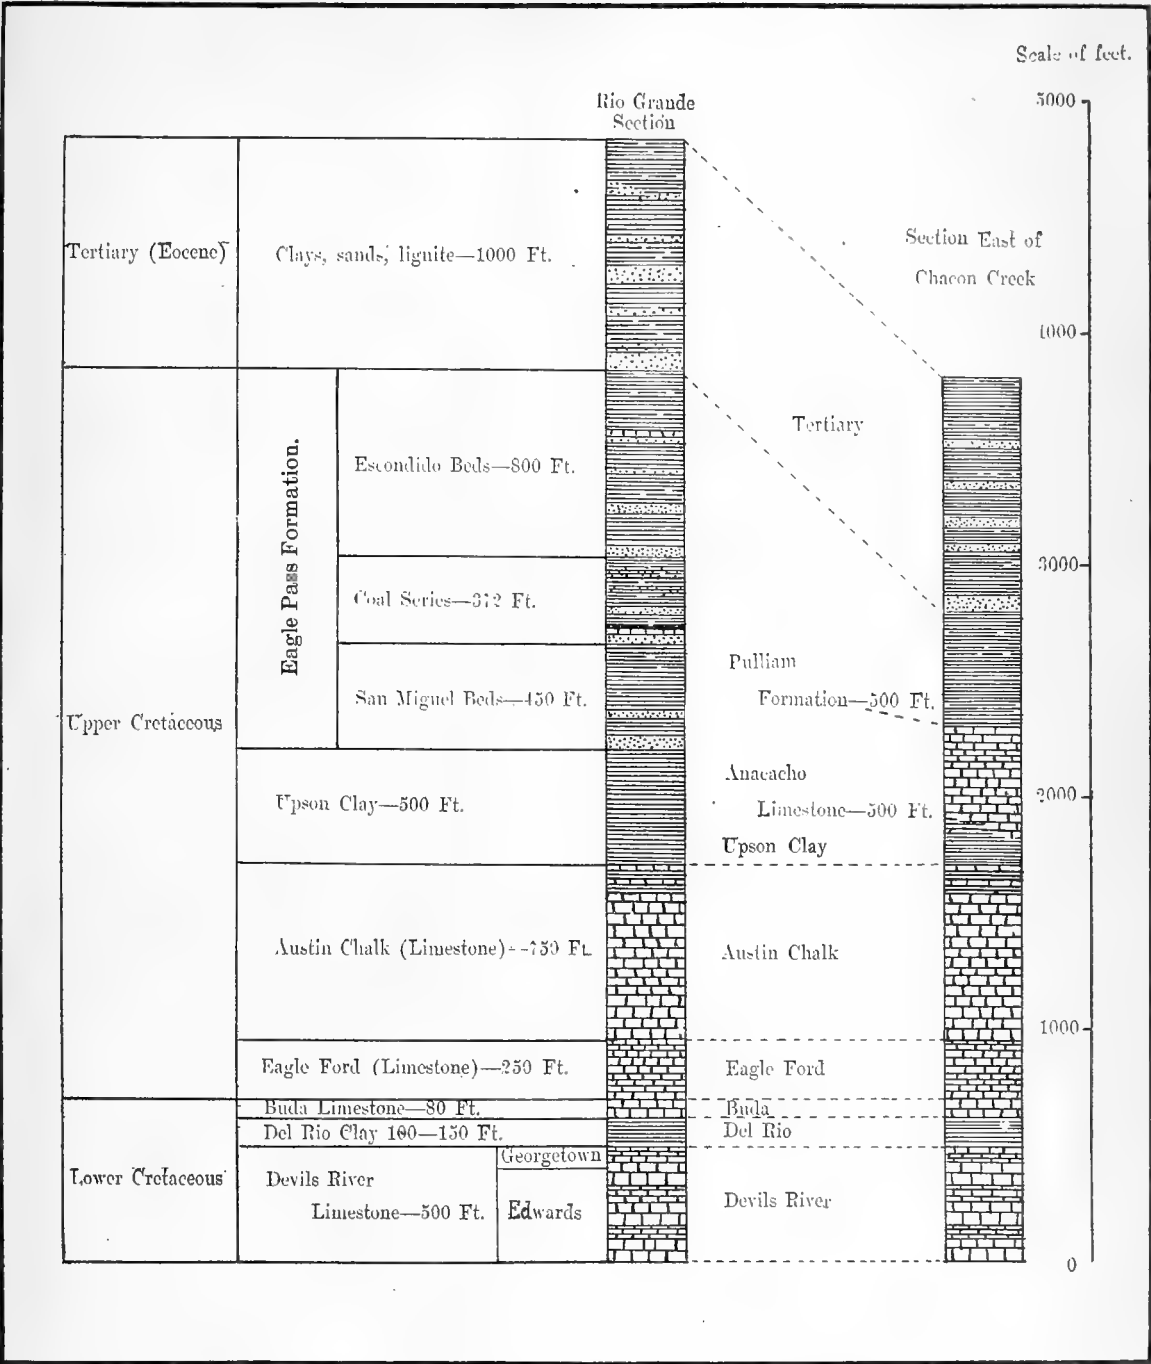 Scale of feet.
5000
Rio Grande
Section
Tertiary (Eocene)
Clays, sands, lignite—1000 Ft.
Section East of
Chacon Creek
4000
Tertiary
Eagle Pass Formation.
Escondido Beds—800 Ft.
3000
Coal Series—372 Ft.
Pulliam
Formation—500 Ft.
San Miguel Beds—450 Ft.
Upper Cretaceous
Anacacho
Limestone—500 Ft.
2000
Upson Clay—500 Ft.
Upson Clay
Austin Chalk (Limestone)—750 Ft.
Austin Chalk
1000
Eagle Ford (Limestone)—250 Ft.
Eagle Ford
Buda Limestone—80 Ft.
Buda
Del Rio Clay 100—150 Ft.
Del Rio
Lower Cretaceous
Devils River
Limestone—500 Ft.
Georgetown
Edwards
Devils River
0